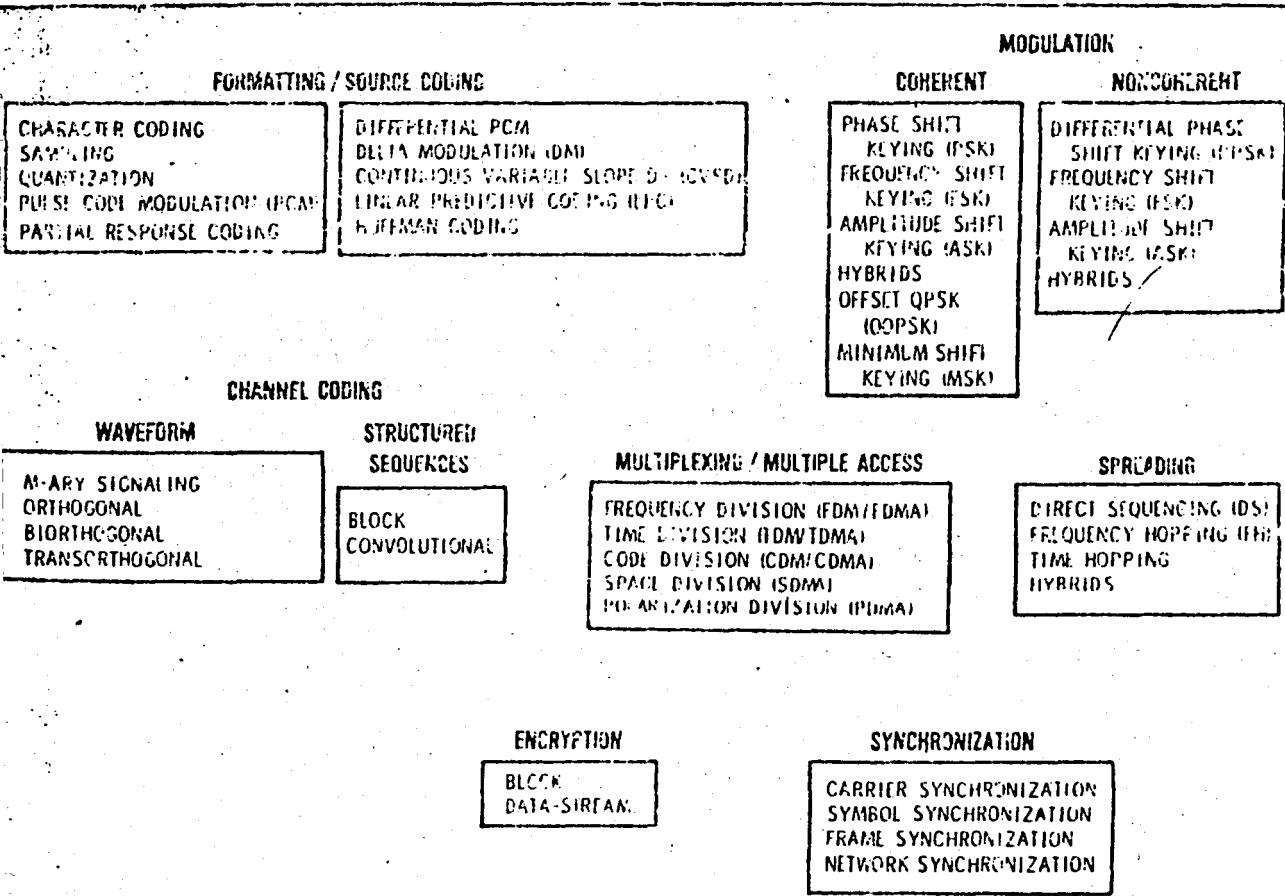 FORMATTING / SOURCE CODING
CHARACTER CODING
SAMPLING
QUANTIZATION
PULSE CODE MODULATION (PCM)
PARTIAL RESPONSE CODING
DIFFERENTIAL PCM
DELTA MODULATION (DM)
CONTINUOUS VARIABLE SLOPE DM (CVSD)
LINEAR PREDICTIVE CODING (LPC)
HUFFMAN CODING
MODULATION
COHERENT
PHASE SHIFT
KEYING (PSK)
FREQUENCY SHIFT
KEYING (FSK)
AMPLITUDE SHIFT
KEYING (ASK)
HYBRIDS
OFFSET QPSK
(OQPSK)
MINIMUM SHIFT
KEYING (MSK)
NONCOHERENT
DIFFERENTIAL PHASE
SHIFT KEYING (DPSK)
FREQUENCY SHIFT
KEYING (FSK)
AMPLITUDE SHIFT
KEYING (ASK)
HYBRIDS
CHANNEL CODING
WAVEFORM
M-ARY SIGNALING
ORTHOGONAL
BIORTHOGONAL
TRANSORTHOGONAL
STRUCTURED
SEQUENCES
BLOCK
CONVOLUTIONAL
MULTIPLEXING / MULTIPLE ACCESS
FREQUENCY DIVISION (FDM/FDMA)
TIME DIVISION (TDM/TDMA)
CODE DIVISION (CDM/CDMA)
SPACE DIVISION (SDMA)
POLARIZATION DIVISION (PDMA)
SPREADING
DIRECT SEQUENCING (DS)
FREQUENCY HOPPING (FH)
TIME HOPPING
HYBRIDS
ENCRYPTION
BLOCK
DATA-STREAM
SYNCHRONIZATION
CARRIER SYNCHRONIZATION
SYMBOL SYNCHRONIZATION
FRAME SYNCHRONIZATION
NETWORK SYNCHRONIZATION